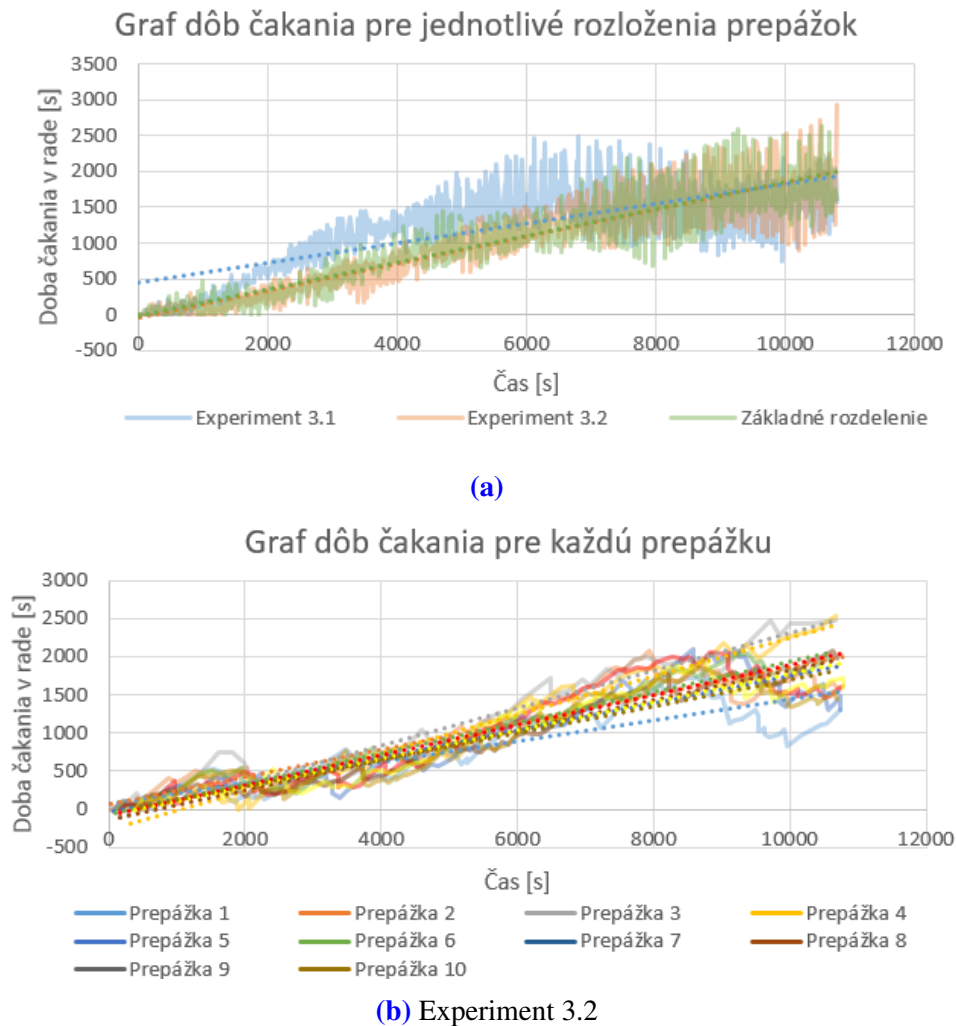 Graf dôb čakania pre jednotlivé rozloženia prepážok
3500
3000
2500
2000
1500
1000
500
0
-500
Doba čakania v rade [s]
0 2000 4000 6000 8000 10000 12000
Čas [s]
Experiment 3.1 Experiment 3.2 Základné rozdelenie
(a)
Graf dôb čakania pre každú prepážku
3000
2500
2000
1500
1000
500
0
-500
Doba čakania v rade [s]
0 2000 4000 6000 8000 10000 12000
Čas [s]
Prepážka 1 Prepážka 2 Prepážka 3 Prepážka 4
Prepážka 5 Prepážka 6 Prepážka 7 Prepážka 8
Prepážka 9 Prepážka 10
(b) Experiment 3.2